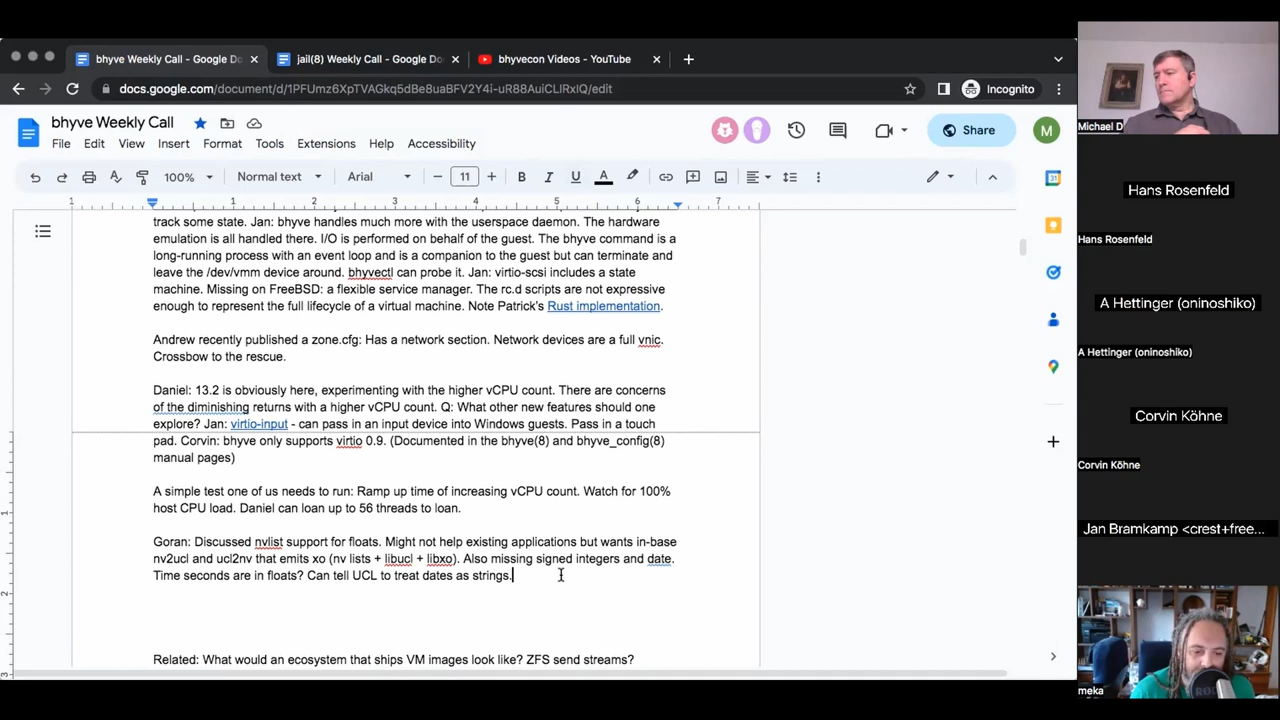 bhyve Weekly Call - Google Do
jail(8) Weekly Call - Google Do
bhyvecon Videos - YouTube
docs.google.com/document/d/1PFUmz6XpTVAGkq5dBe8uaBFV2Y4l-uR88AuiCLlRxlQ/edit
Incognito
bhyve Weekly Call
File Edit View Insert Format Tools Extensions Help Accessibility
Share
M
100% Normal text Arial 11 B I U A
1 1 2 3 4 5 6 7
track some state. Jan: bhyve handles much more with the userspace daemon. The hardware
emulation is all handled there. I/O is performed on behalf of the guest. The bhyve command is a
long-running process with an event loop and is a companion to the guest but can terminate and
leave the /dev/vmm device around. bhyvectl can probe it. Jan: virtio-scsi includes a state
machine. Missing on FreeBSD: a flexible service manager. The rc.d scripts are not expressive
enough to represent the full lifecycle of a virtual machine. Note Patrick's Rust implementation.
Andrew recently published a zone.cfg: Has a network section. Network devices are a full vnic.
Crossbow to the rescue.
Daniel: 13.2 is obviously here, experimenting with the higher vCPU count. There are concerns
of the diminishing returns with a higher vCPU count. Q: What other new features should one
explore? Jan: virtio-input - can pass in an input device into Windows guests. Pass in a touch
pad. Corvin: bhyve only supports virtio 0.9. (Documented in the bhyve(8) and bhyve_config(8)
manual pages)
A simple test one of us needs to run: Ramp up time of increasing vCPU count. Watch for 100%
host CPU load. Daniel can loan up to 56 threads to loan.
Goran: Discussed nvlist support for floats. Might not help existing applications but wants in-base
nv2ucl and ucl2nv that emits xo (nv lists + libucl + libxo). Also missing signed integers and date.
Time seconds are in floats? Can tell UCL to treat dates as strings.
Related: What would an ecosystem that ships VM images look like? ZFS send streams?
1
2
3
Michael D
Hans Rosenfeld
Hans Rosenfeld
A Hettinger (oninoshiko)
A Hettinger (oninoshiko)
Corvin Köhne
Corvin Köhne
Jan Bramkamp <crest+free...
meka